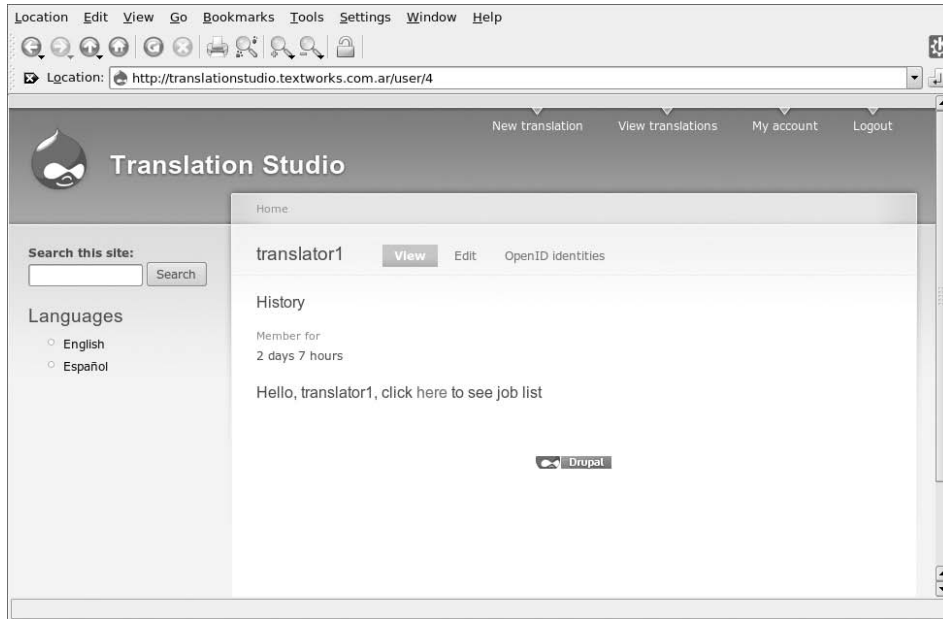 Location Edit View Go Bookmarks Tools Settings Window Help
Location: http://translationstudio.textworks.com.ar/user/4
New translation View translations My account Logout
Translation Studio
Home
Search this site:
Search
Languages
English
Español
translator1 View Edit OpenID identities
History
Member for
2 days 7 hours
Hello, translator1, click here to see job list
Drupal